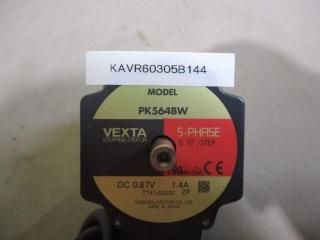 KAVR60305B144
MODEL
PK564BW
VEXTA
STEPPING MOTOR
5-PHASE
0.72°/STEP
DC 0.87V 1.4A
ORIENTAL MOTOR CO.,LTD.
MADE IN JAPAN